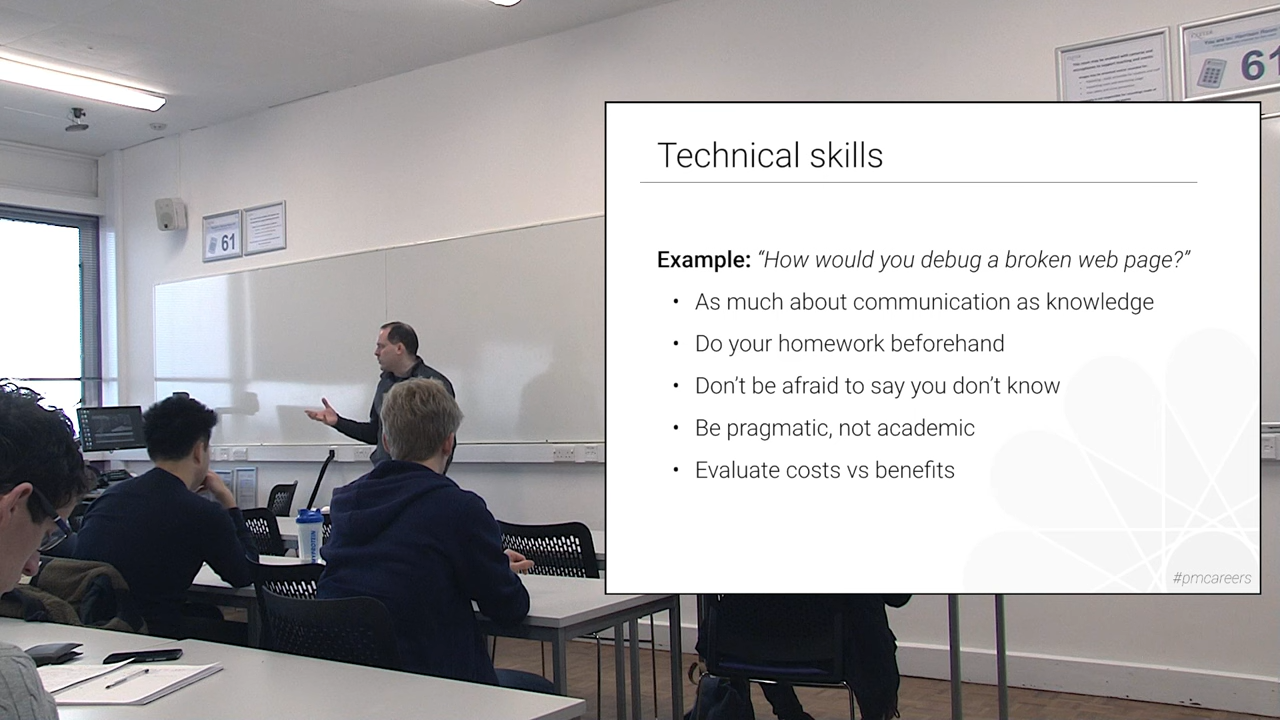 61
61
Technical skills
Example: “How would you debug a broken web page?”
• As much about communication as knowledge
• Do your homework beforehand
• Don’t be afraid to say you don’t know
• Be pragmatic, not academic
• Evaluate costs vs benefits
#pmcareers
MYPROTEIN